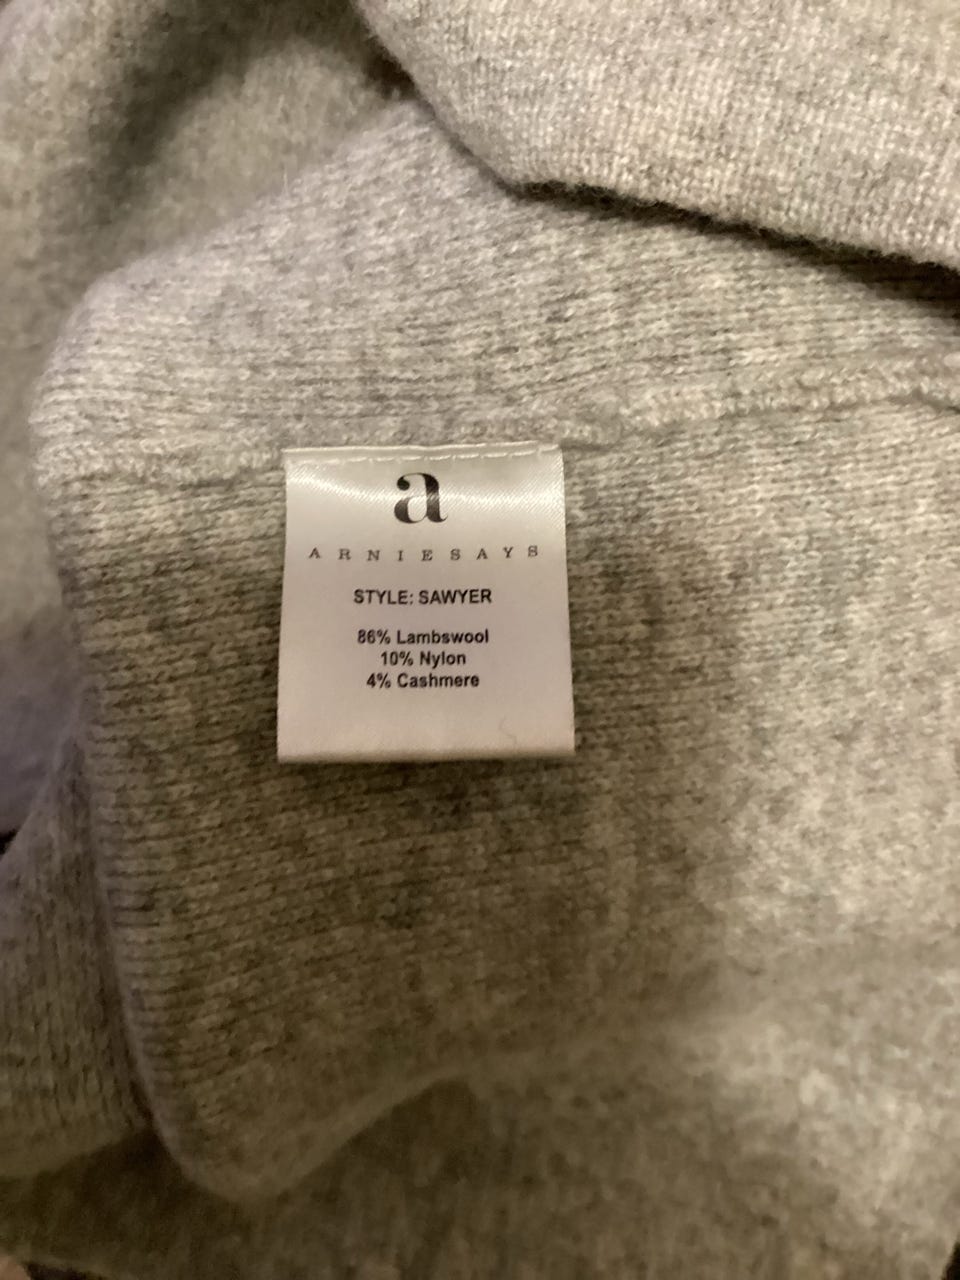 a
ARNIESAYS
STYLE: SAWYER
86% Lambswool
10% Nylon
4% Cashmere